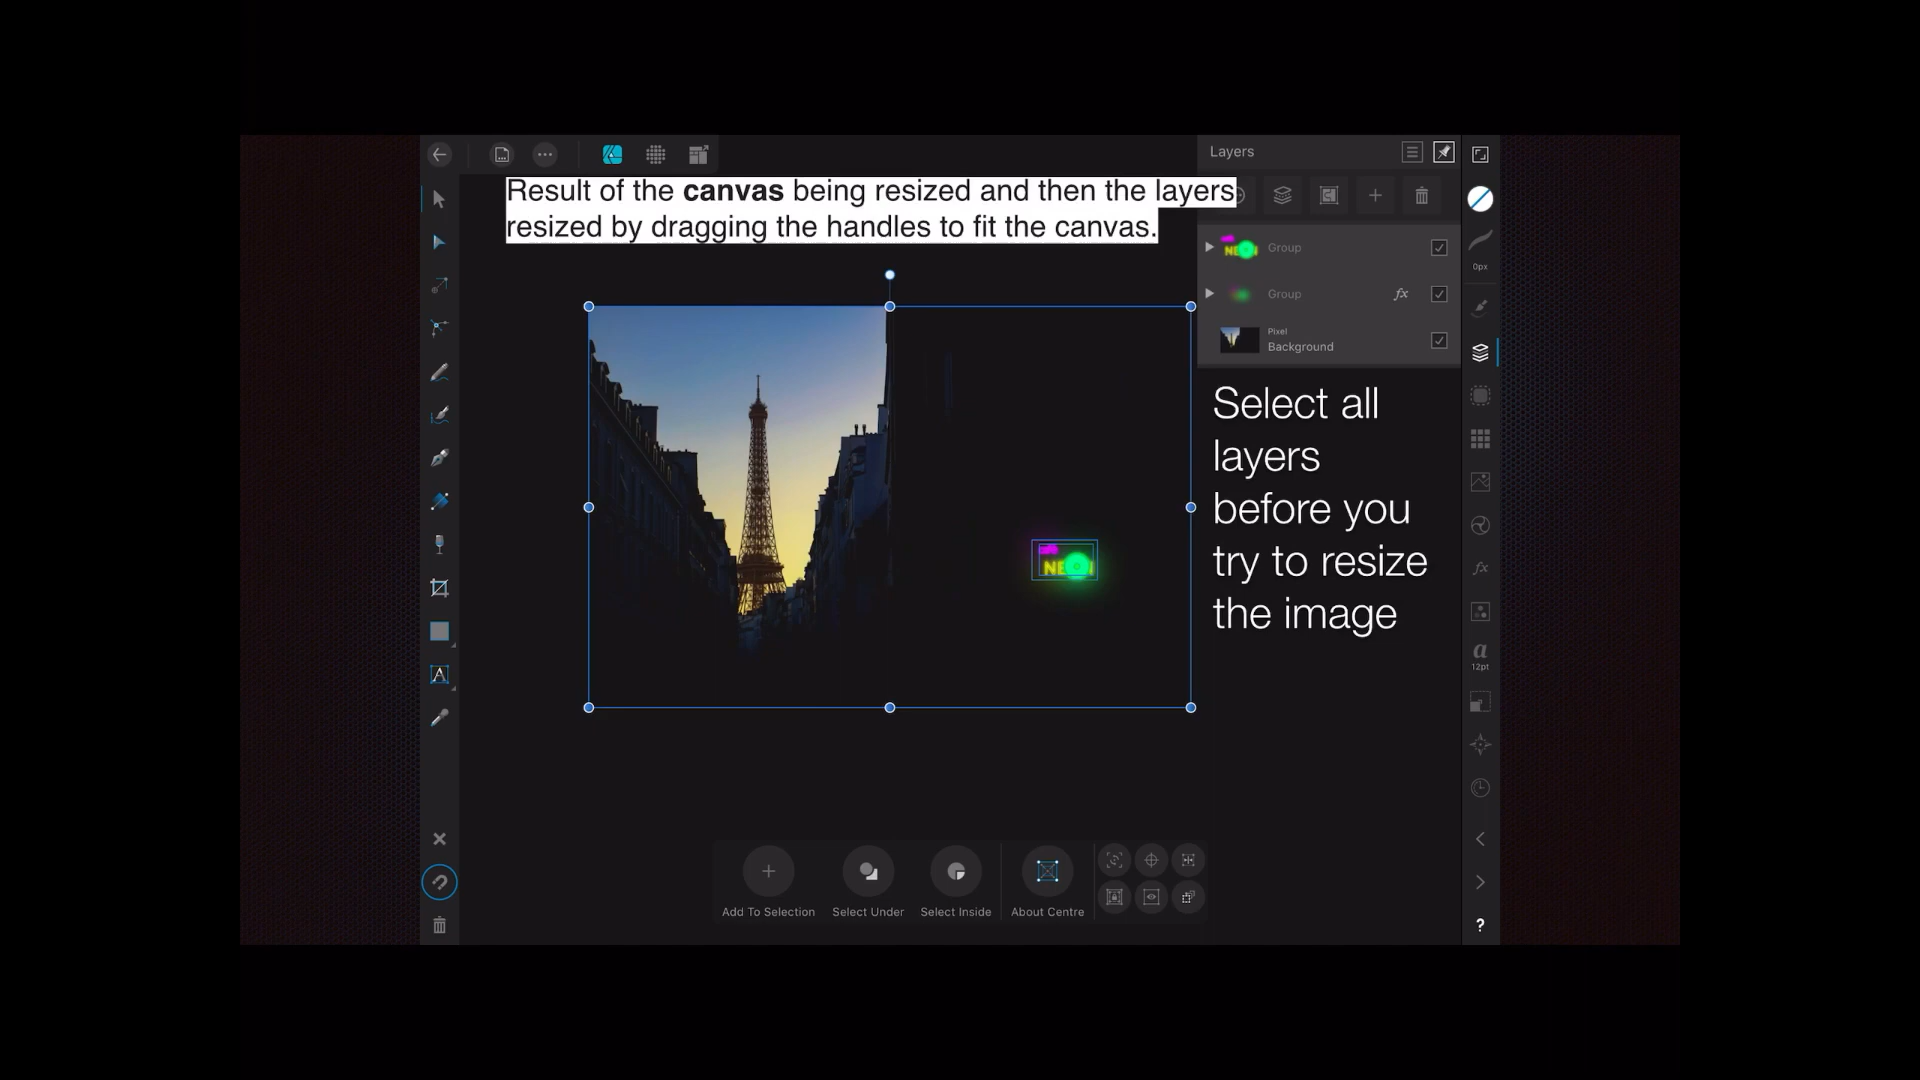 Layers
Result of the canvas being resized and then the layers
resized by dragging the handles to fit the canvas.
Group
0px
Group
fx
Pixel
Background
Select all
layers
before you
try to resize
the image
fx
a
12pt
A
Add To Selection
Select Under
Select Inside
About Centre
?